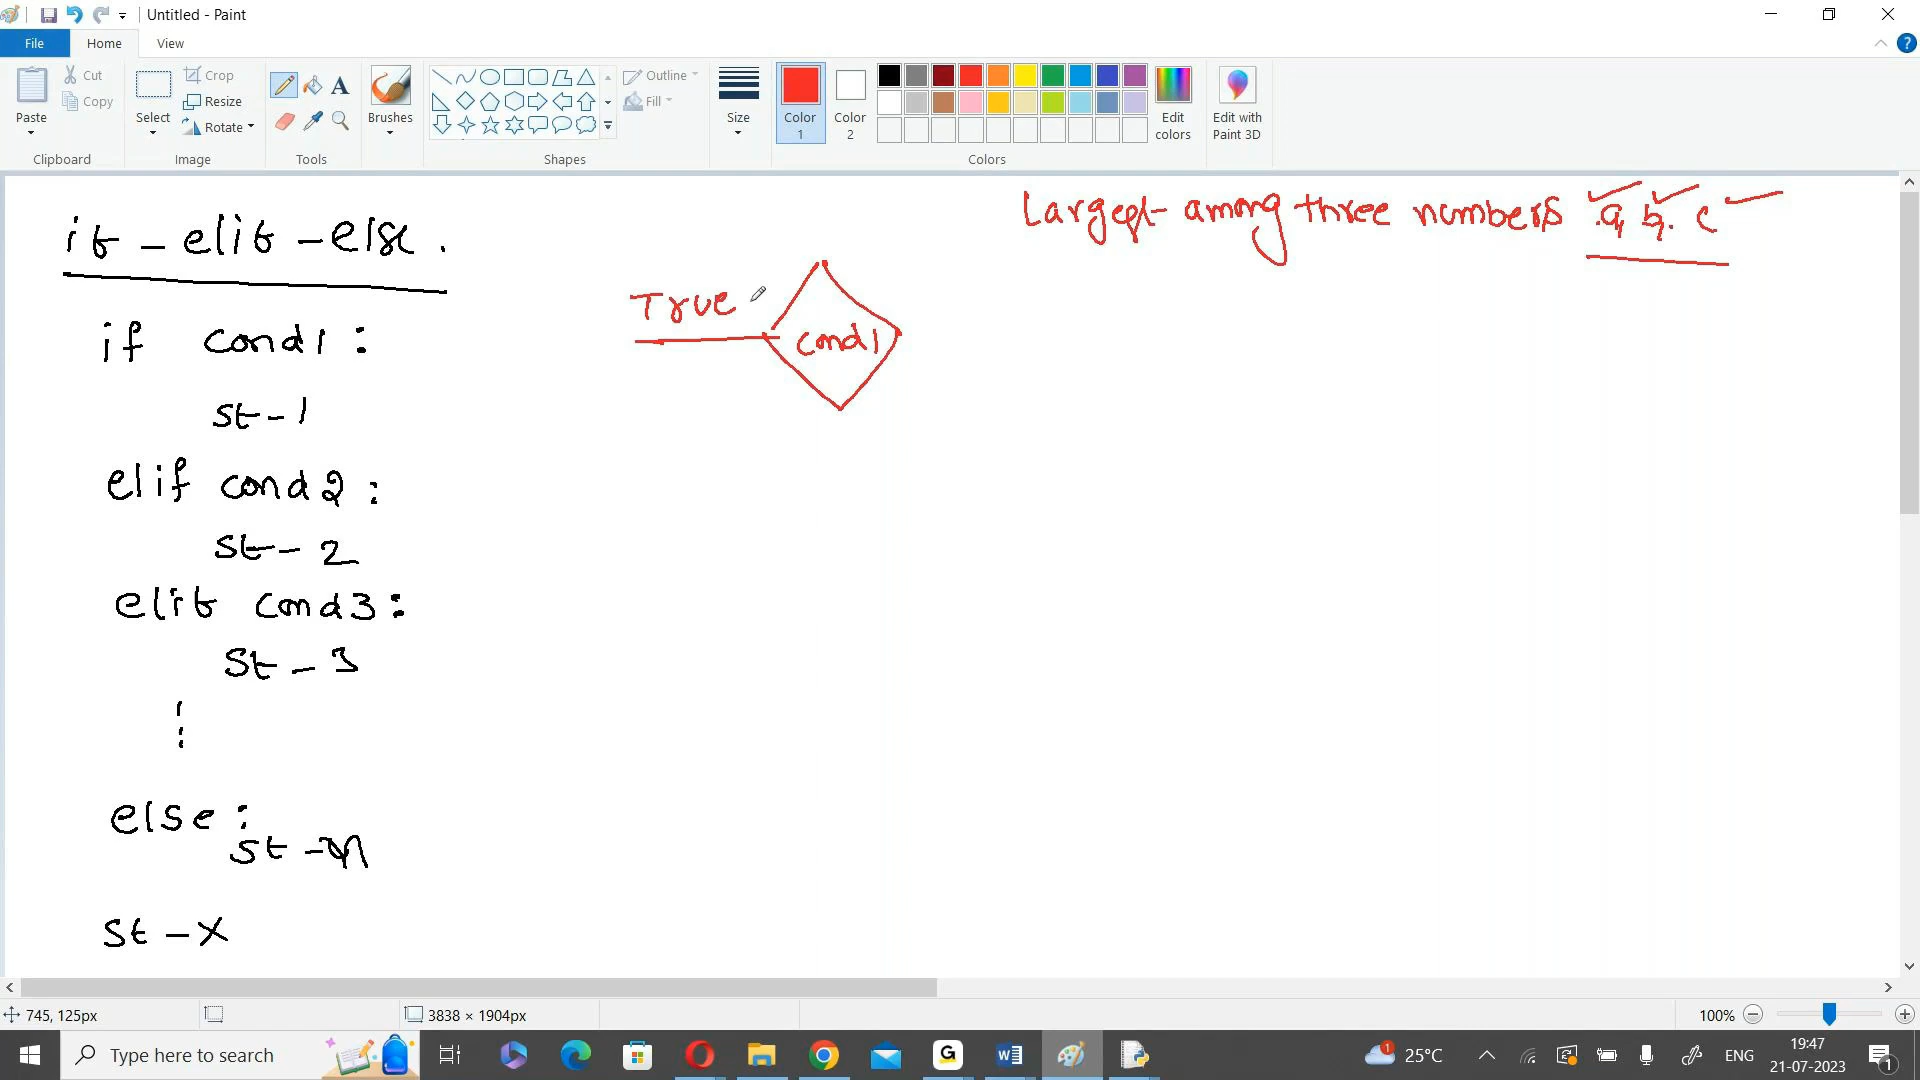 Untitled - Paint
File Home View
Cut
Copy
Paste
Clipboard
Select
Crop
Resize
Rotate
Image
Tools
Brushes
Shapes
Outline
Fill
Size
Color 1
Color 2
Colors
Edit colors
Edit with Paint 3D
if - elif - else.
if cond1 :
st - 1
elif cond2 :
st - 2
elif cond3 :
st - 3
else :
st - n
st - x
Largest among three numbers a, b, c
True
cond1
745, 125px
3838 × 1904px
100%
Type here to search
25°C
ENG
19:47
21-07-2023
1